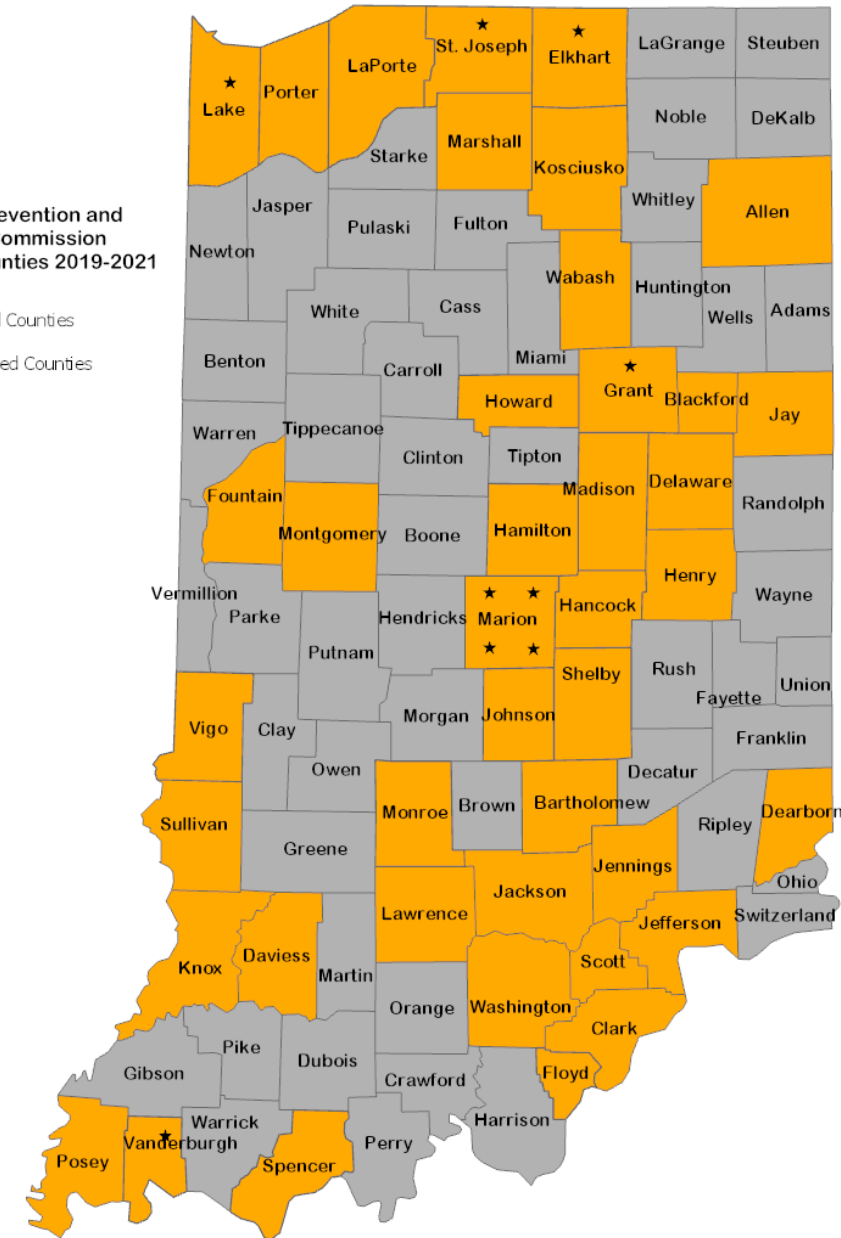 St. Joseph
Elkhart
LaGrange
Steuben
LaPorte
Porter
Lake
Noble
DeKalb
Marshall
Starke
Kosciusko
Whitley
Allen
evention and
ommission
nties 2019-2021
Jasper
Pulaski
Fulton
Newton
Wabash
Huntington
White
Cass
Wells
Adams
Counties
ed Counties
Benton
Carroll
Miami
Grant
Blackford
Howard
Jay
Warren
Tippecanoe
Clinton
Tipton
Madison
Delaware
Fountain
Randolph
Montgomery
Boone
Hamilton
Henry
Vermillion
Parke
Hendricks
Marion
Hancock
Wayne
Putnam
Shelby
Rush
Fayette
Union
Vigo
Clay
Morgan
Johnson
Franklin
Owen
Decatur
Sullivan
Monroe
Brown
Bartholomew
Ripley
Dearborn
Greene
Jennings
Ohio
Jackson
Lawrence
Jefferson
Switzerland
Knox
Daviess
Martin
Scott
Orange
Washington
Clark
Pike
Dubois
Gibson
Crawford
Floyd
Warrick
Vanderburgh
Perry
Harrison
Posey
Spencer